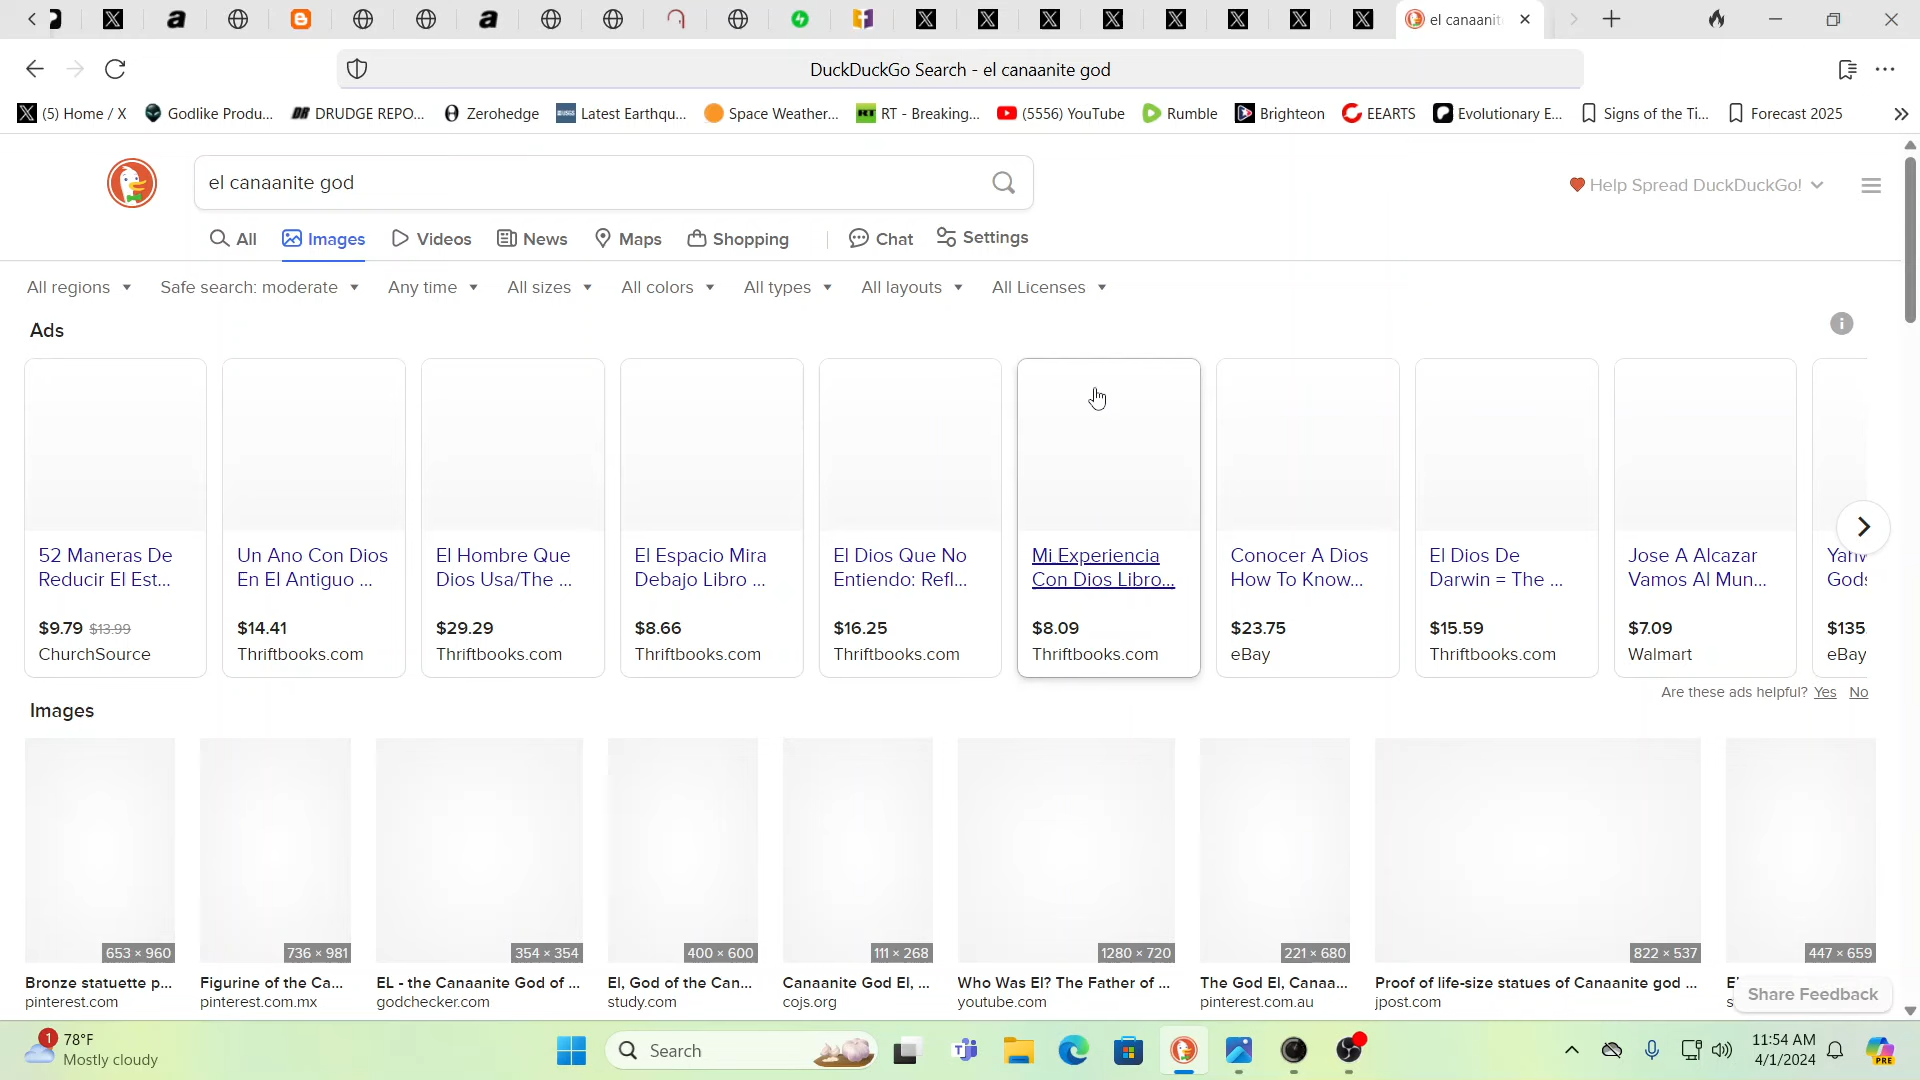 el canaanit
DuckDuckGo Search - el canaanite god
(5) Home / X
Godlike Produ...
DRUDGE REPO...
Zerohedge
Latest Earthqu...
Space Weather...
RT - Breaking...
(5556) YouTube
Rumble
Brighteon
EEARTS
Evolutionary E...
Signs of the Ti...
Forecast 2025
el canaanite god
Help Spread DuckDuckGo!
All
Images
Videos
News
Maps
Shopping
Chat
Settings
All regions
Safe search: moderate
Any time
All sizes
All colors
All types
All layouts
All Licenses
Ads
52 Maneras De
Reducir El Est...
$9.79 $13.99
ChurchSource
Un Ano Con Dios
En El Antiguo ...
$14.41
Thriftbooks.com
El Hombre Que
Dios Usa/The ...
$29.29
Thriftbooks.com
El Espacio Mira
Debajo Libro ...
$8.66
Thriftbooks.com
El Dios Que No
Entiendo: Refl...
$16.25
Thriftbooks.com
Mi Experiencia
Con Dios Libro...
$8.09
Thriftbooks.com
Conocer A Dios
How To Know...
$23.75
eBay
El Dios De
Darwin = The ...
$15.59
Thriftbooks.com
Jose A Alcazar
Vamos Al Mun...
$7.09
Walmart
$135
eBay
Are these ads helpful? Yes No
Images
653 × 960
736 × 981
354 × 354
400 × 600
111 × 268
1280 × 720
221 × 680
822 × 537
447 × 659
Bronze statuette p...
pinterest.com
Figurine of the Ca...
pinterest.com.mx
EL - the Canaanite God of ...
godchecker.com
El, God of the Can...
study.com
Canaanite God El, ...
cojs.org
Who Was El? The Father of ...
youtube.com
The God El, Canaa...
pinterest.com.au
Proof of life-size statues of Canaanite god ...
jpost.com
Share Feedback
1
78°F
Mostly cloudy
Search
11:54 AM
4/1/2024
PRE